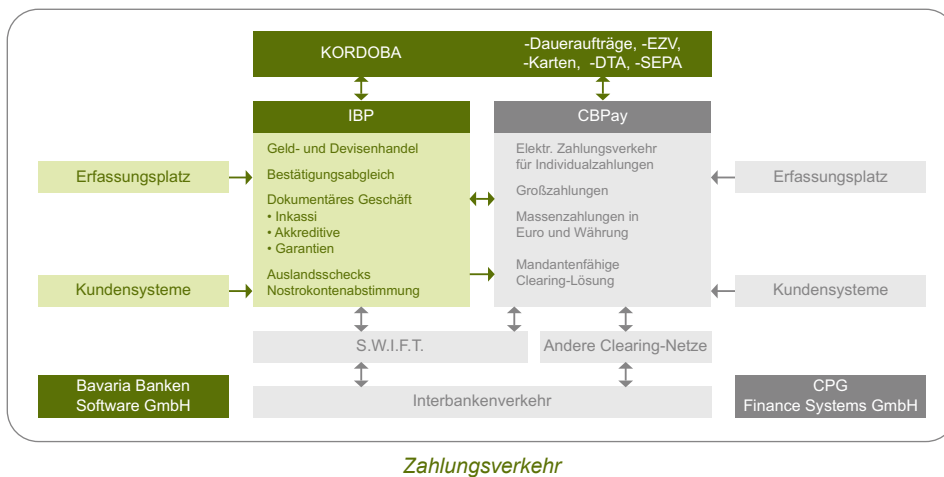 KORDOBA
-Daueraufträge, -EZV,
-Karten, -DTA, -SEPA
IBP
Geld- und Devisenhandel
Bestätigungsabgleich
Dokumentäres Geschäft
• Inkassi
• Akkreditive
• Garantien
Auslandsschecks
Nostrokontenabstimmung
CBPay
Elektr. Zahlungsverkehr
für Individualzahlungen
Großzahlungen
Massenzahlungen in
Euro und Währung
Mandantenfähige
Clearing-Lösung
Erfassungsplatz
Kundensysteme
Erfassungsplatz
Kundensysteme
S.W.I.F.T.
Andere Clearing-Netze
Interbankenverkehr
Bavaria Banken
Software GmbH
CPG
Finance Systems GmbH
Zahlungsverkehr